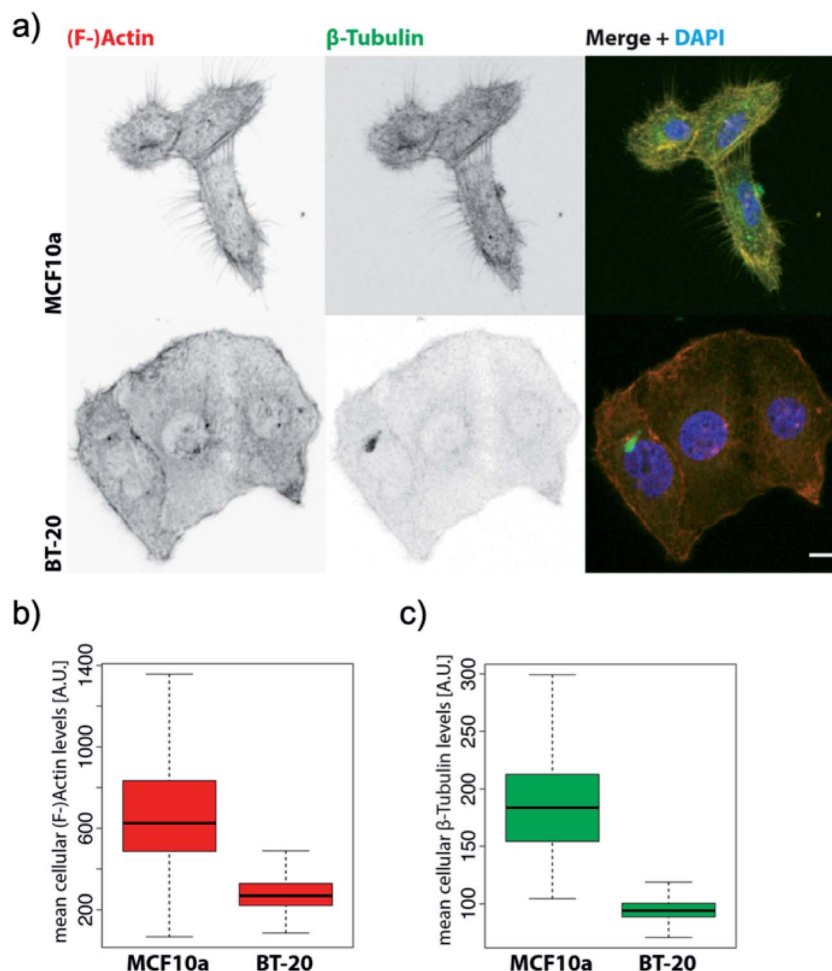 a)
(F-)Actin
β-Tubulin
Merge + DAPI
MCF10a
BT-20
b)
mean cellular (F-)Actin levels [A.U.]
1400
1000
600
200
MCF10a
BT-20
c)
mean cellular β-Tubulin levels [A.U.]
300
250
200
150
100
MCF10a
BT-20